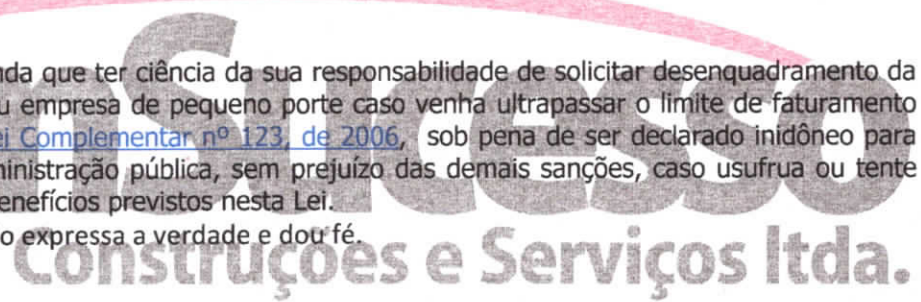 nda que ter ciência da sua responsabilidade de solicitar desenquadramento da
u empresa de pequeno porte caso venha ultrapassar o limite de faturamento
ei Complementar nº 123, de 2006, sob pena de ser declarado inidôneo para
ministração pública, sem prejuízo das demais sanções, caso usufrua ou tente
enefícios previstos nesta Lei.
o expressa a verdade e dou fé.
mSucesso
Construções e Serviços ltda.